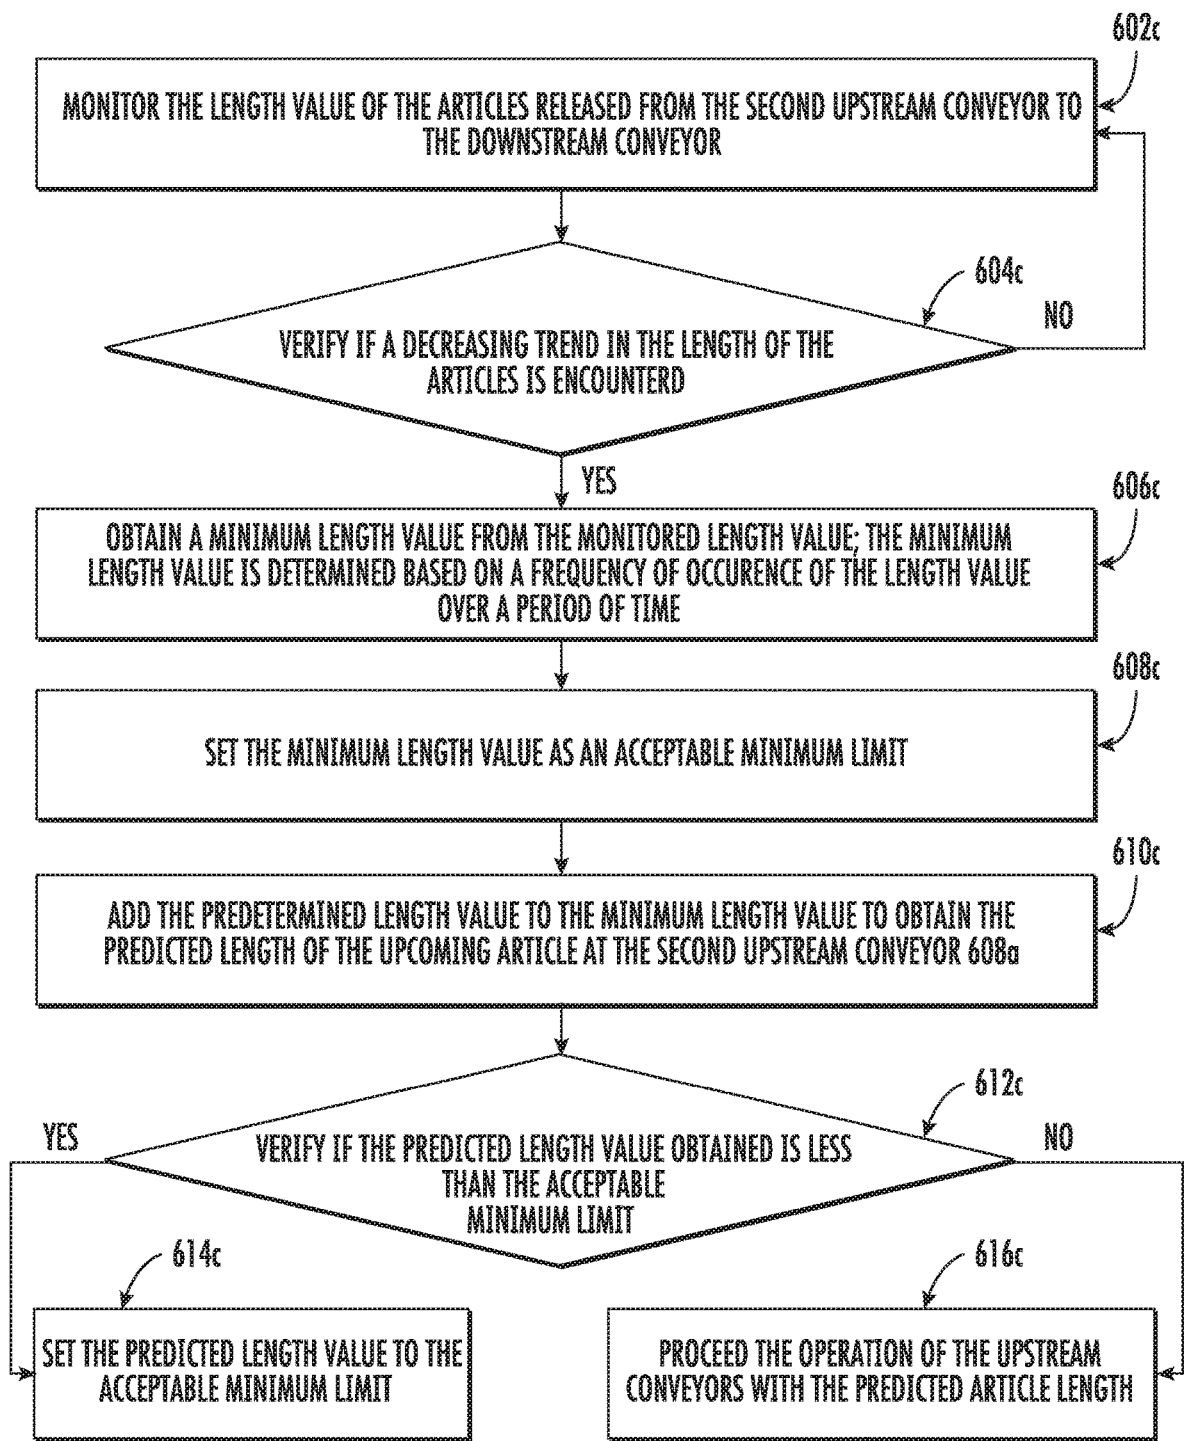 602c
MONITOR THE LENGTH VALUE OF THE ARTICLES RELEASED FROM THE SECOND UPSTREAM CONVEYOR TO
THE DOWNSTREAM CONVEYOR
604c
NO
VERIFY IF A DECREASING TREND IN THE LENGTH OF THE
ARTICLES IS ENCOUNTERD
YES
606c
OBTAIN A MINIMUM LENGTH VALUE FROM THE MONITORED LENGTH VALUE; THE MINIMUM
LENGTH VALUE IS DETERMINED BASED ON A FREQUENCY OF OCCURENCE OF THE LENGTH VALUE
OVER A PERIOD OF TIME
608c
SET THE MINIMUM LENGTH VALUE AS AN ACCEPTABLE MINIMUM LIMIT
610c
ADD THE PREDETERMINED LENGTH VALUE TO THE MINIMUM LENGTH VALUE TO OBTAIN THE
PREDICTED LENGTH OF THE UPCOMING ARTICLE AT THE SECOND UPSTREAM CONVEYOR 608a
612c
YES
NO
VERIFY IF THE PREDICTED LENGTH VALUE OBTAINED IS LESS
THAN THE ACCEPTABLE
MINIMUM LIMIT
614c
616c
SET THE PREDICTED LENGTH VALUE TO THE
ACCEPTABLE MINIMUM LIMIT
PROCEED THE OPERATION OF THE UPSTREAM
CONVEYORS WITH THE PREDICTED ARTICLE LENGTH